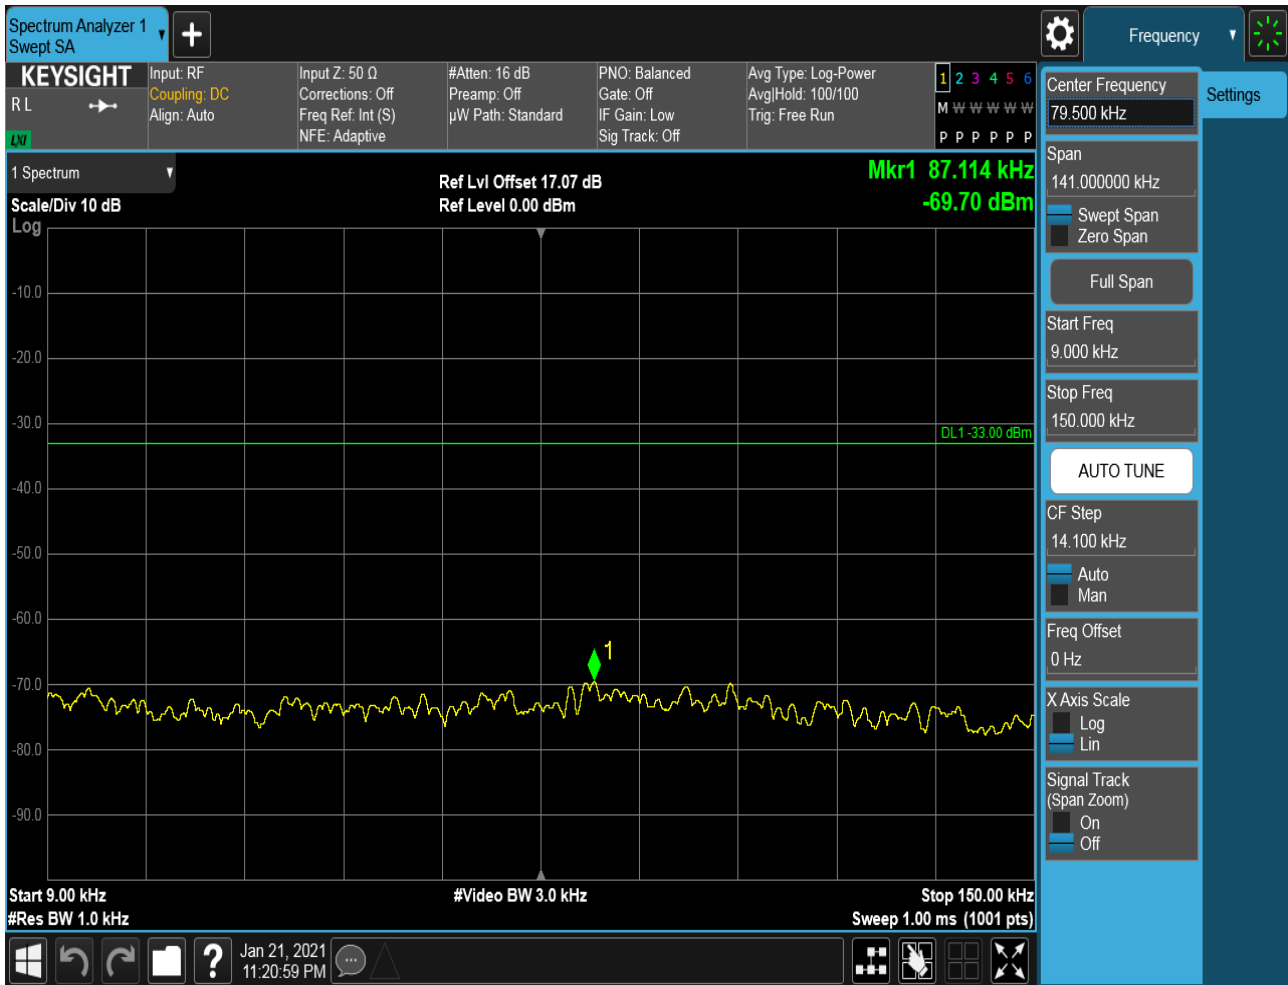 Spectrum Analyzer 1
Swept SA
Frequency
KEYSIGHT
R L
LXI
Input: RF
Coupling: DC
Align: Auto
Input Z: 50 Ω
Corrections: Off
Freq Ref: Int (S)
NFE: Adaptive
#Atten: 16 dB
Preamp: Off
µW Path: Standard
PNO: Balanced
Gate: Off
IF Gain: Low
Sig Track: Off
Avg Type: Log-Power
Avg|Hold: 100/100
Trig: Free Run
1 2 3 4 5 6
M W W W W W
P P P P P P
1 Spectrum
Scale/Div 10 dB
Log
Ref Lvl Offset 17.07 dB
Ref Level 0.00 dBm
Mkr1 87.114 kHz
-69.70 dBm
-10.0
-20.0
-30.0
DL1 -33.00 dBm
-40.0
-50.0
-60.0
1
-70.0
-80.0
-90.0
Start 9.00 kHz
#Video BW 3.0 kHz
Stop 150.00 kHz
#Res BW 1.0 kHz
Sweep 1.00 ms (1001 pts)
Jan 21, 2021
11:20:59 PM
Center Frequency
79.500 kHz
Settings
Span
141.000000 kHz
Swept Span
Zero Span
Full Span
Start Freq
9.000 kHz
Stop Freq
150.000 kHz
AUTO TUNE
CF Step
14.100 kHz
Auto
Man
Freq Offset
0 Hz
X Axis Scale
Log
Lin
Signal Track
(Span Zoom)
On
Off